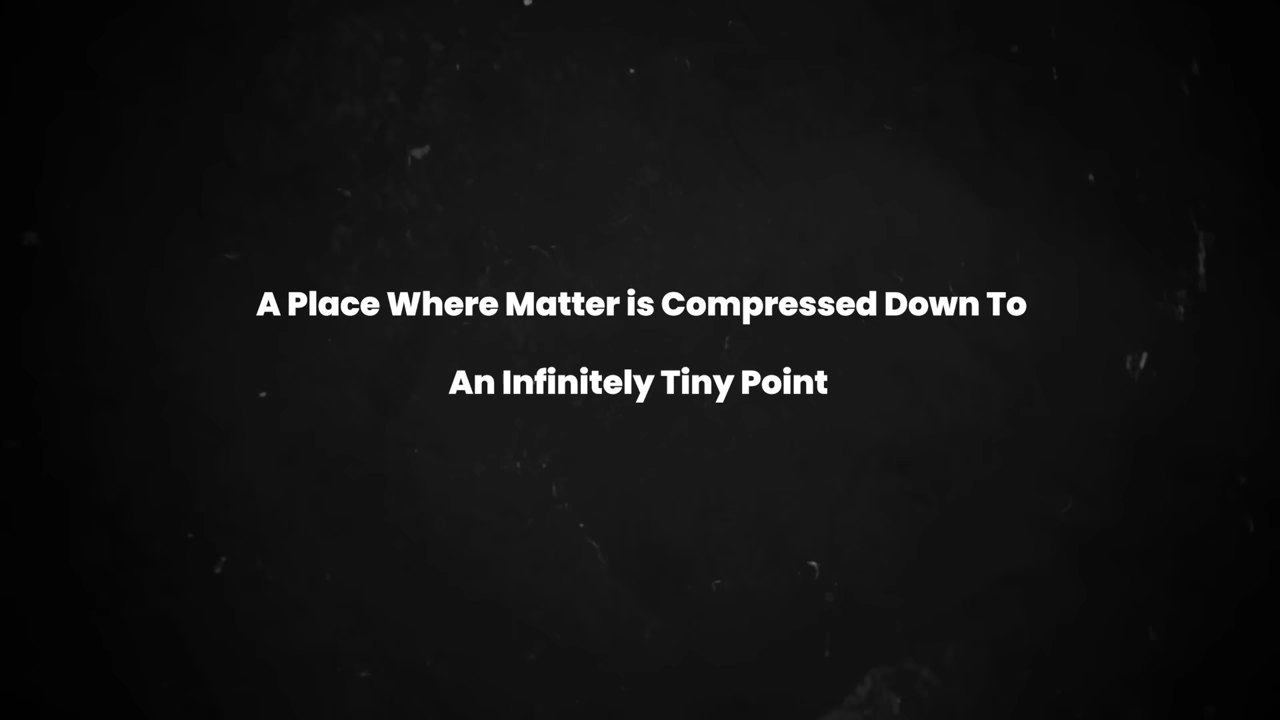 A Place Where Matter is Compressed Down To
An Infinitely Tiny Point